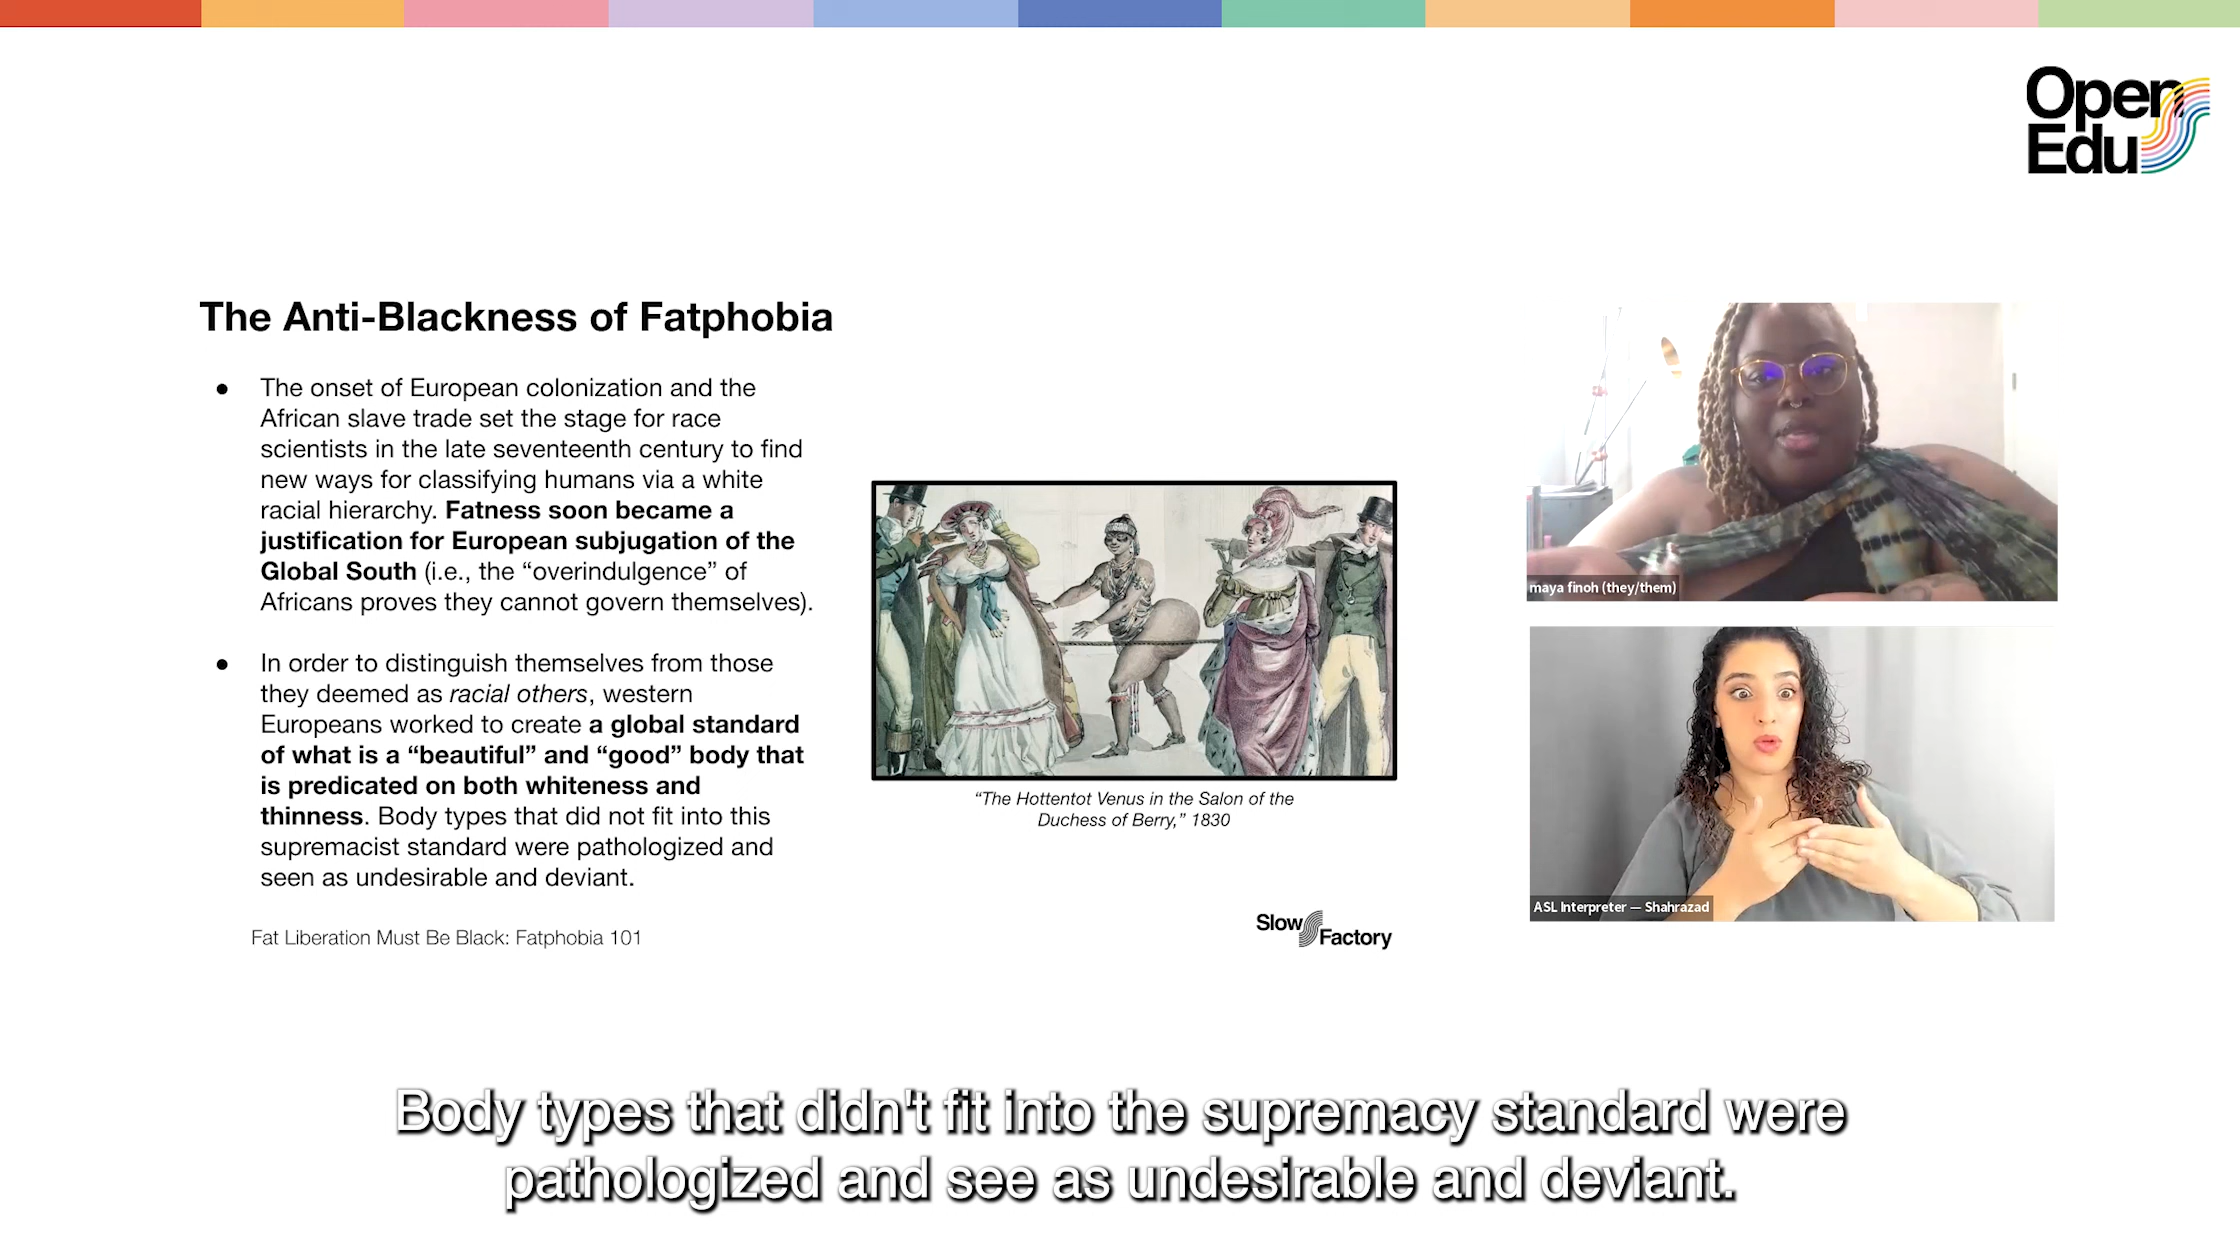 Open
Edu
The Anti-Blackness of Fatphobia
● The onset of European colonization and the
African slave trade set the stage for race
scientists in the late seventeenth century to find
new ways for classifying humans via a white
racial hierarchy. Fatness soon became a
justification for European subjugation of the
Global South (i.e., the “overindulgence” of
Africans proves they cannot govern themselves).
● In order to distinguish themselves from those
they deemed as racial others, western
Europeans worked to create a global standard
of what is a “beautiful” and “good” body that
is predicated on both whiteness and
thinness. Body types that did not fit into this
supremacist standard were pathologized and
seen as undesirable and deviant.
“The Hottentot Venus in the Salon of the
Duchess of Berry,” 1830
Fat Liberation Must Be Black: Fatphobia 101
Slow
Factory
maya finoh (they/them)
ASL Interpreter — Shahrazad
Body types that didn't fit into the supremacy standard were
pathologized and see as undesirable and deviant.